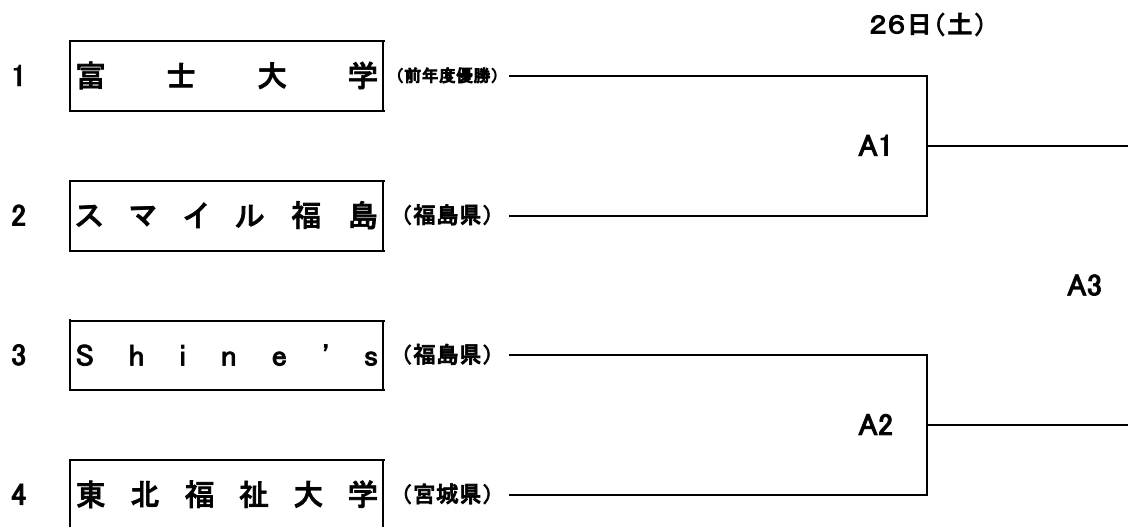 26日(土)
1 富士大学 (前年度優勝)
A1
2 スマイル福島 (福島県)
A3
3 Shine's (福島県)
A2
4 東北福祉大学 (宮城県)